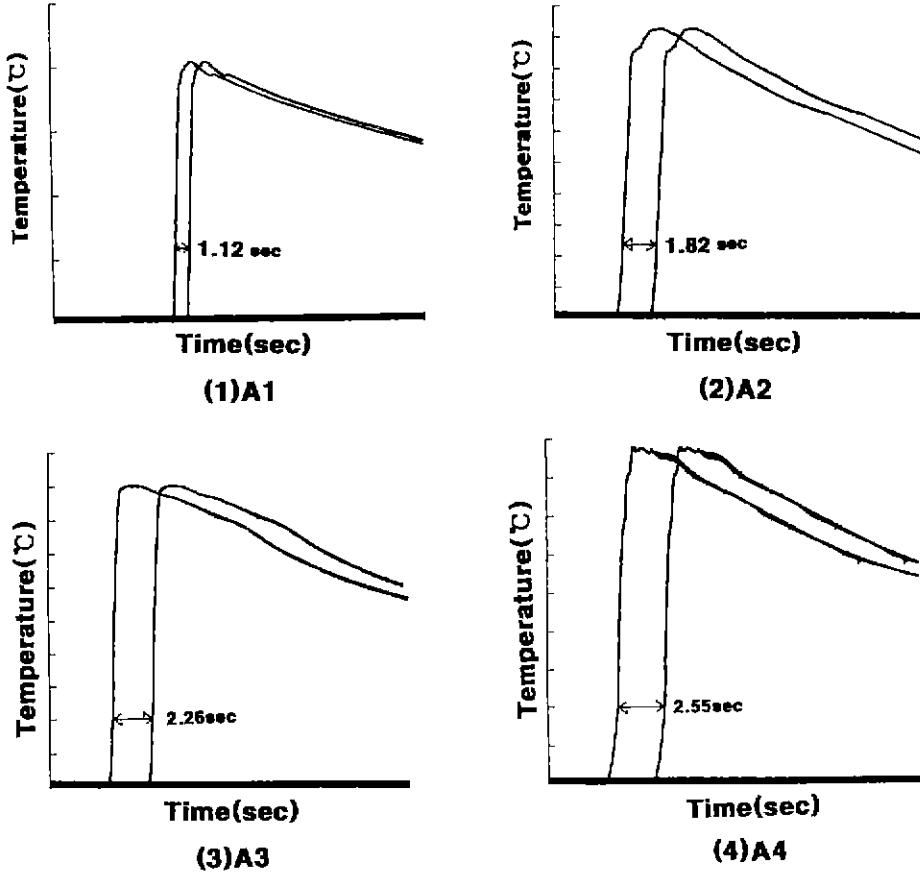 Temperature(℃)
1.12 sec
Time(sec)
(1)A1
Temperature(℃)
1.82 sec
Time(sec)
(2)A2
Temperature(℃)
2.26sec
Time(sec)
(3)A3
Temperature(℃)
2.55sec
Time(sec)
(4)A4